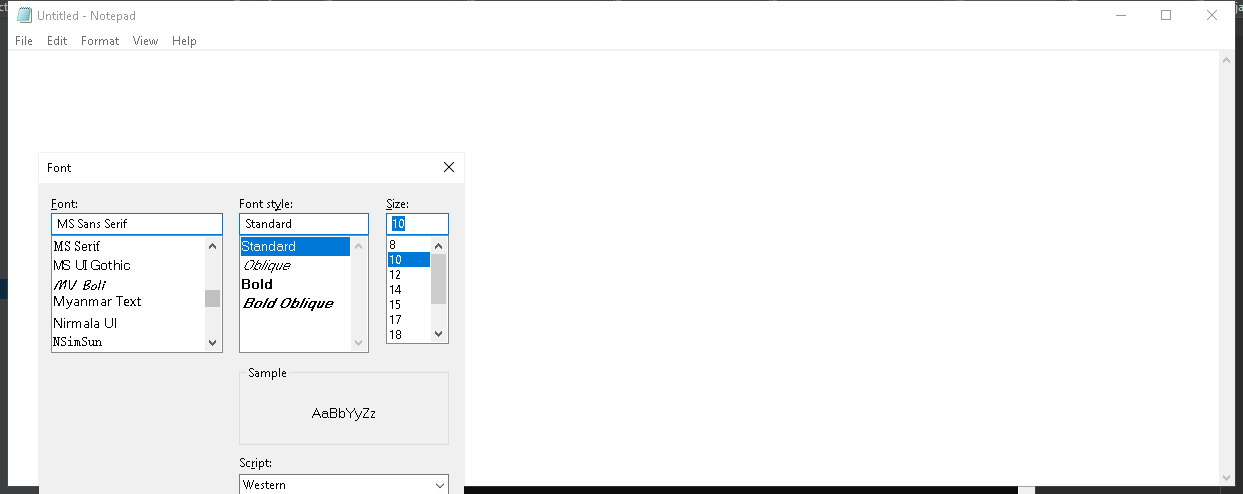 Untitled - Notepad
File Edit Format View Help
Font
Font: Font style: Size:
MS Sans Serif Standard 10
MS Serif Standard 8
MS UI Gothic Oblique 10
MV Boli Bold 12
Myanmar Text Bold Oblique 14
Nirmala UI 15
NSimSun 17
18
Sample
AaBbYyZz
Script:
Western